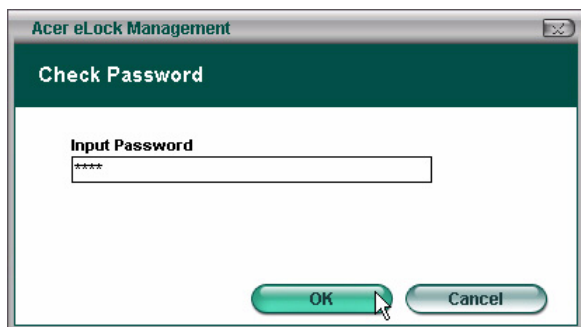 Acer eLock Management
Check Password
Input Password
****
OK
Cancel